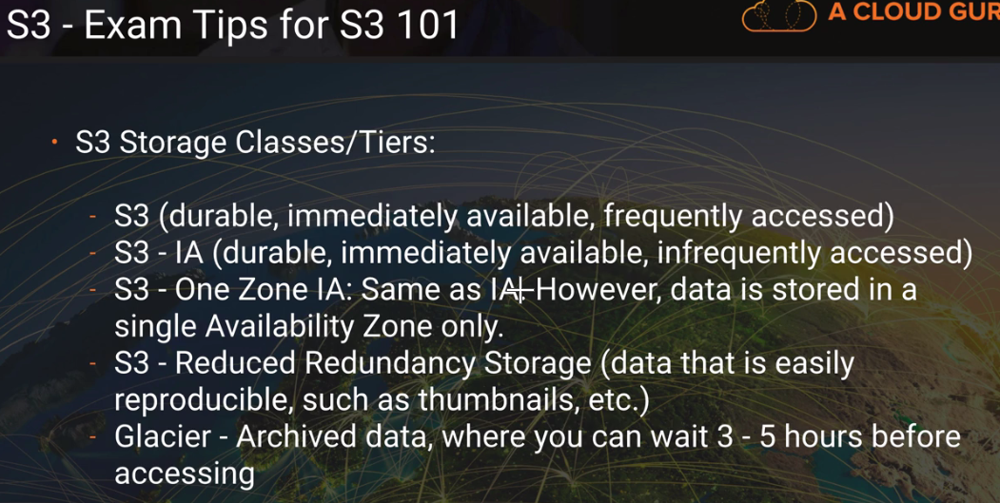 S3 - Exam Tips for S3 101
A CLOUD GUR
• S3 Storage Classes/Tiers:
- S3 (durable, immediately available, frequently accessed)
- S3 - IA (durable, immediately available, infrequently accessed)
- S3 - One Zone IA: Same as IA. However, data is stored in a
single Availability Zone only.
- S3 - Reduced Redundancy Storage (data that is easily
reproducible, such as thumbnails, etc.)
- Glacier - Archived data, where you can wait 3 - 5 hours before
accessing